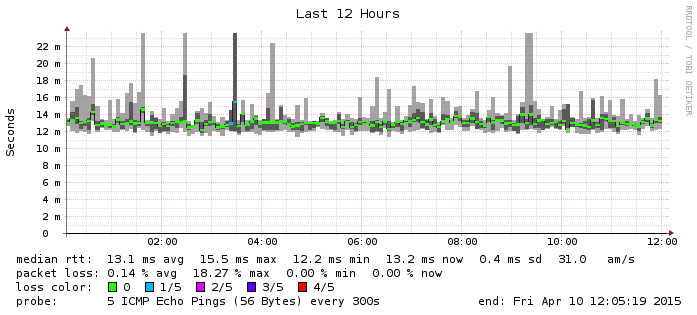 Last 12 Hours
RRDTOOL / TOBI OETIKER
Seconds
22 m
20 m
18 m
16 m
14 m
12 m
10 m
8 m
6 m
4 m
2 m
0
02:00 04:00 06:00 08:00 10:00 12:00
median rtt: 13.1 ms avg 15.5 ms max 12.2 ms min 13.2 ms now 0.4 ms sd 31.0 am/s
packet loss: 0.14 % avg 18.27 % max 0.00 % min 0.00 % now
loss color: 0 1/5 2/5 3/5 4/5
probe: 5 ICMP Echo Pings (56 Bytes) every 300s end: Fri Apr 10 12:05:19 2015